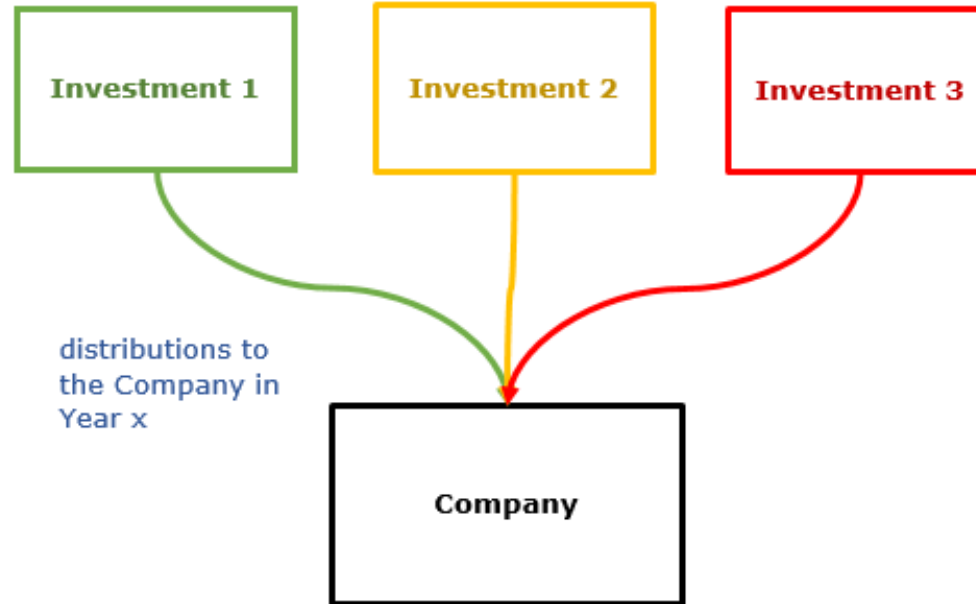 Investment 1
Investment 2
Investment 3
distributions to
the Company in
Year x
Company